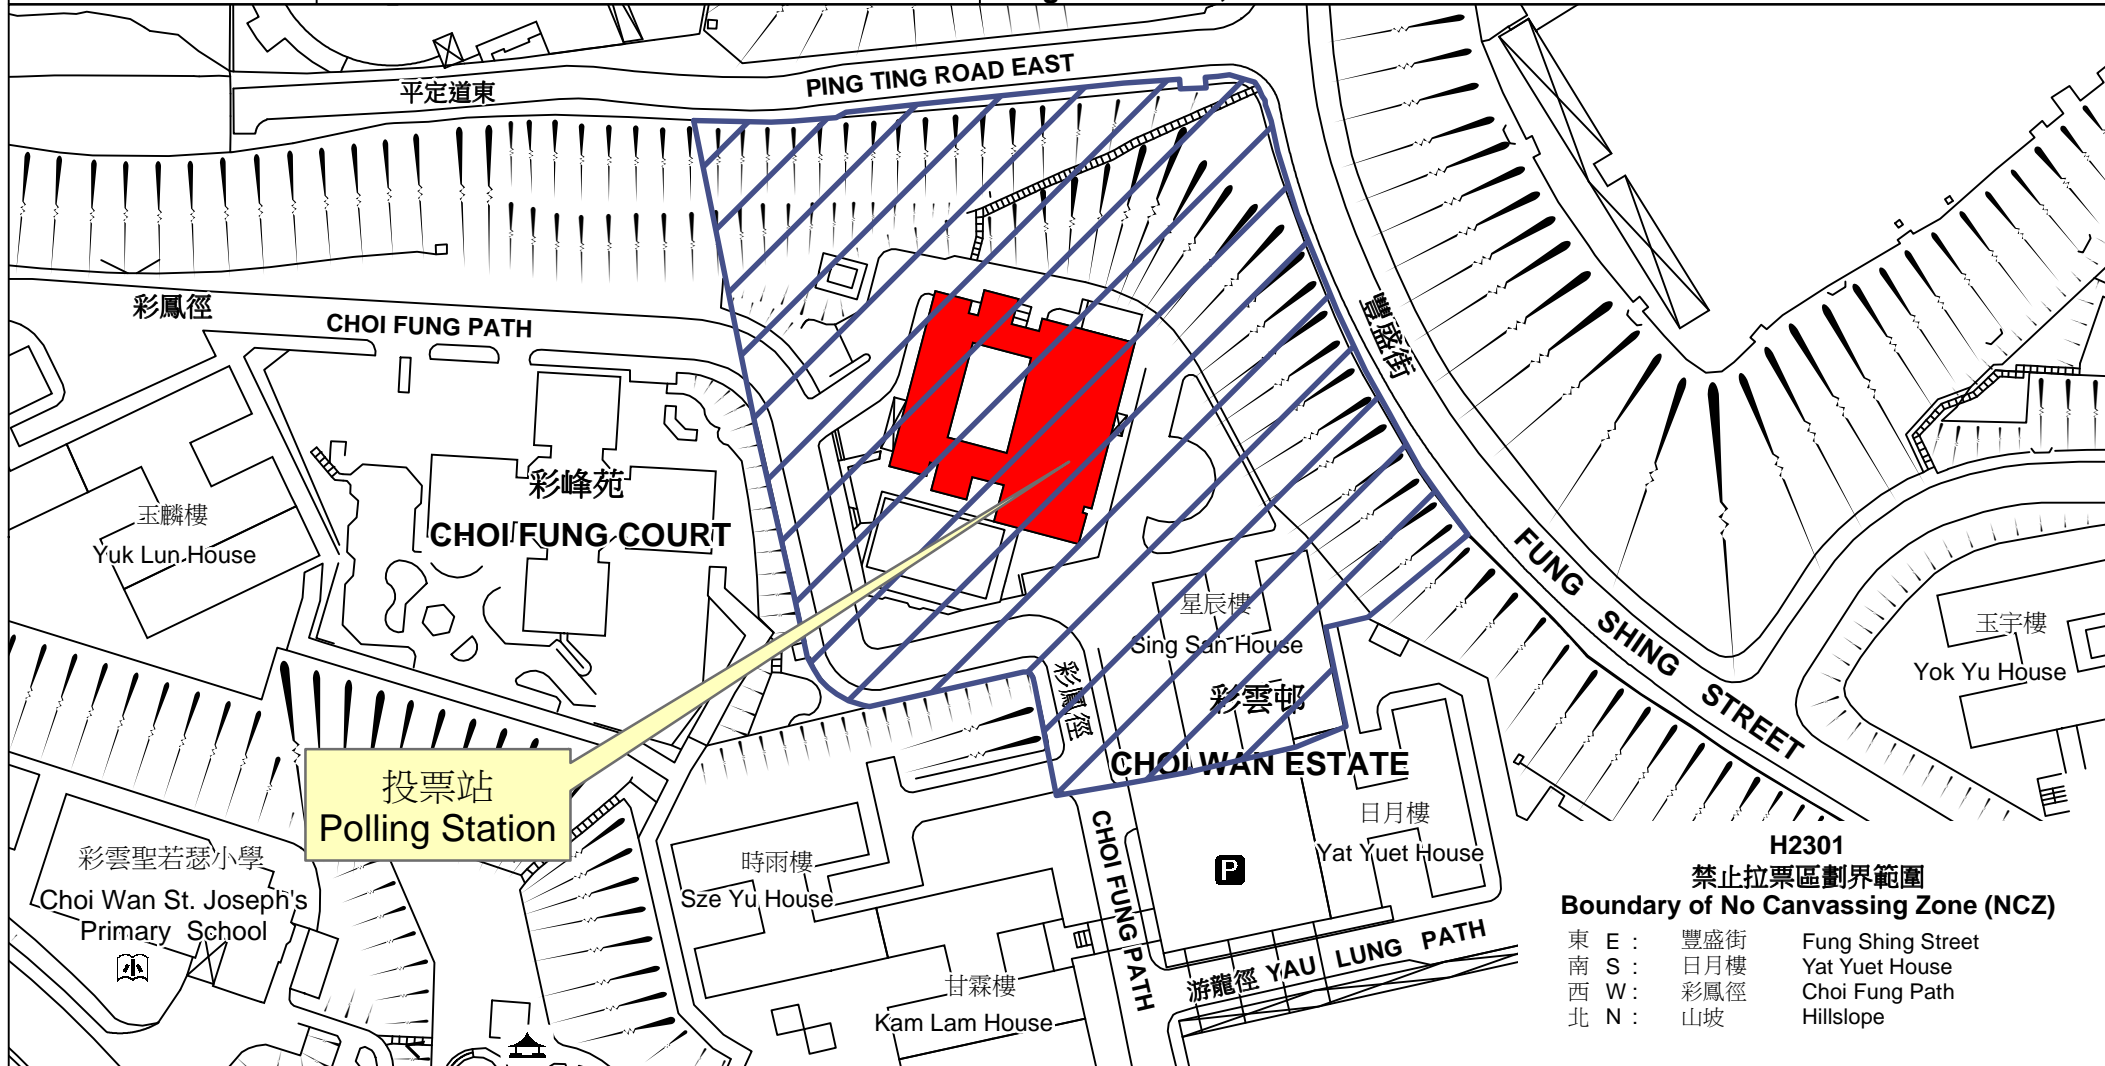 PING TING ROAD EAST
平定道東
彩鳳徑
CHOI FUNG PATH
豐盛街
彩峰苑
CHOI FUNG COURT
玉麟樓
Yuk Lun House
FUNG SHING STREET
星辰樓
Sing San House
彩鳳徑
彩雲邨
CHOI WAN ESTATE
玉宇樓
Yok Yu House
投票站
Polling Station
日月樓
Yat Yuet House
P
CHOI FUNG PATH
時雨樓
Sze Yu House
彩雲聖若瑟小學
Choi Wan St. Joseph's
Primary School
小
甘霖樓
Kam Lam House
游龍徑 YAU LUNG PATH
H2301
禁止拉票區劃界範圍
Boundary of No Canvassing Zone (NCZ)
東 E : 豐盛街 Fung Shing Street
南 S : 日月樓 Yat Yuet House
西 W : 彩鳳徑 Choi Fung Path
北 N : 山坡 Hillslope